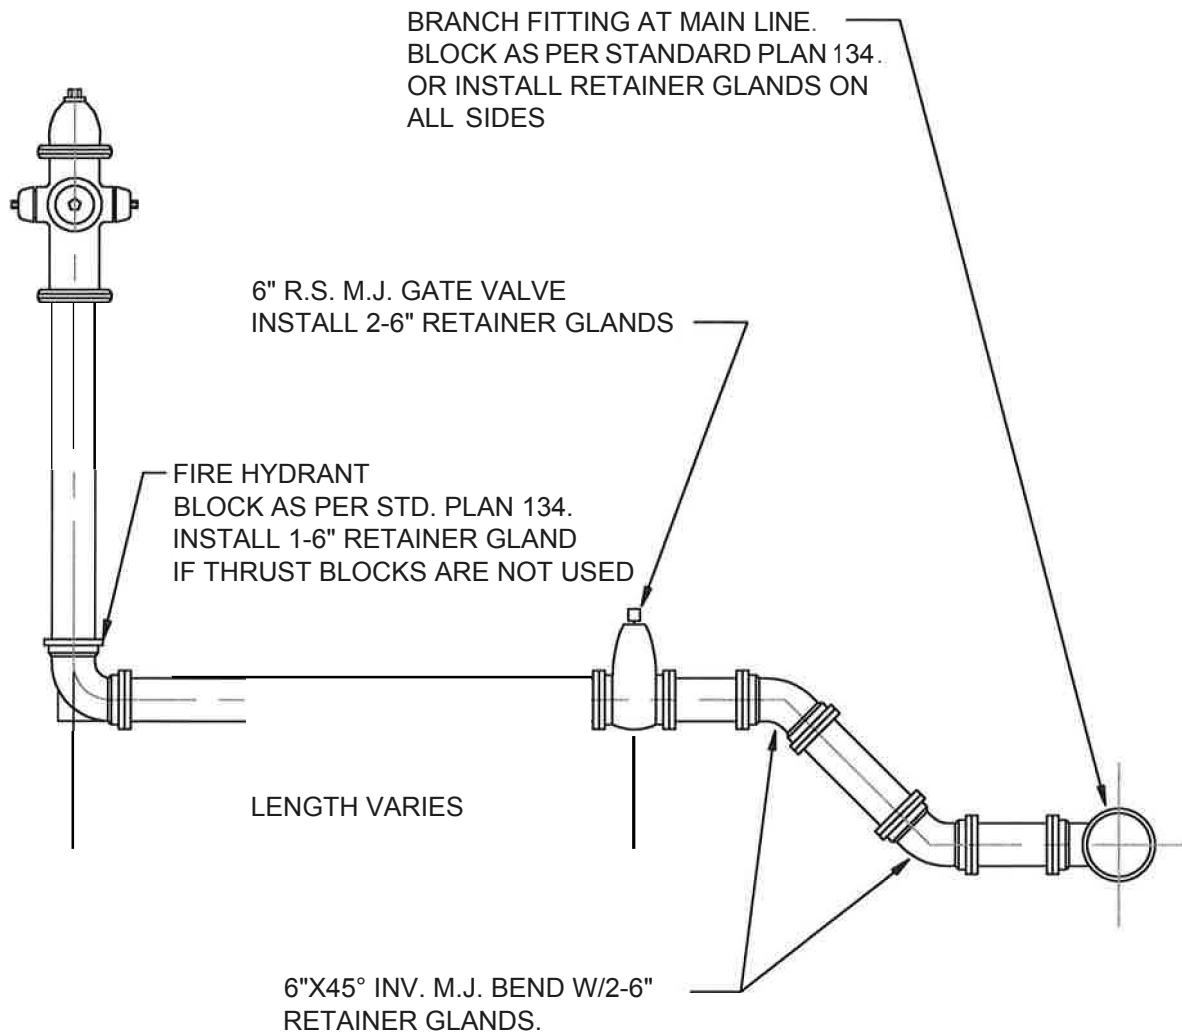 BRANCH FITTING AT MAIN LINE.
BLOCK AS PER STANDARD PLAN 134.
OR INSTALL RETAINER GLANDS ON
ALL SIDES
6" R.S. M.J. GATE VALVE
INSTALL 2-6" RETAINER GLANDS
FIRE HYDRANT
BLOCK AS PER STD. PLAN 134.
INSTALL 1-6" RETAINER GLAND
IF THRUST BLOCKS ARE NOT USED
LENGTH VARIES
6"X45° INV. M.J. BEND W/2-6"
RETAINER GLANDS.